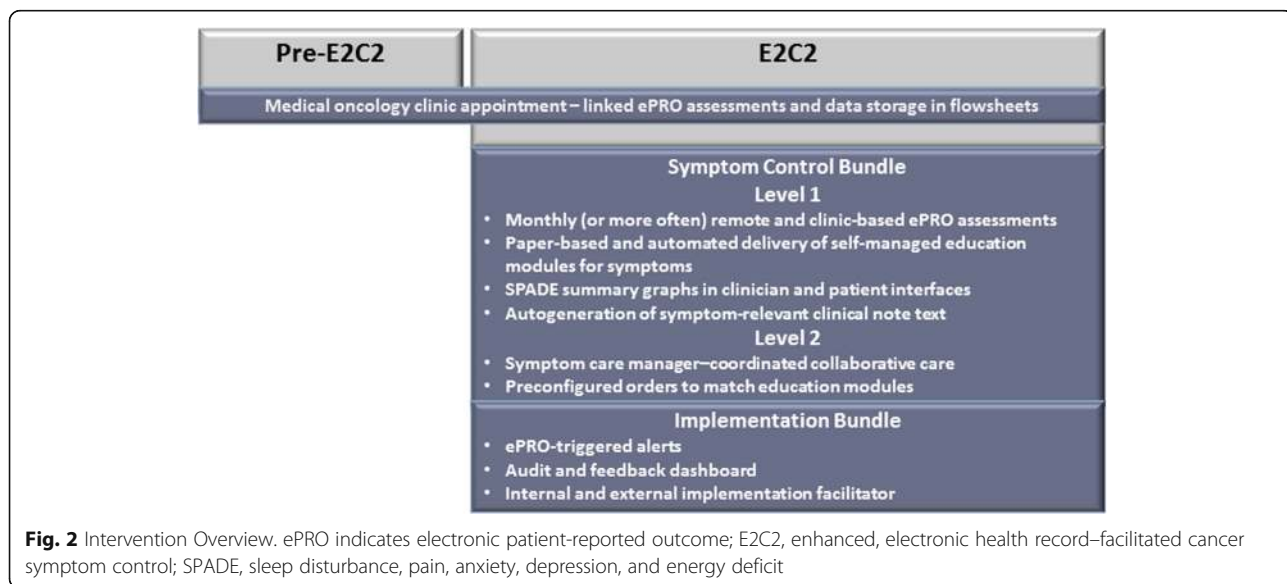 Pre-E2C2
E2C2
Medical oncology clinic appointment – linked ePRO assessments and data storage in flowsheets
Symptom Control Bundle
Level 1
• Monthly (or more often) remote and clinic-based ePRO assessments
• Paper-based and automated delivery of self-managed education
modules for symptoms
• SPADE summary graphs in clinician and patient interfaces
• Autogeneration of symptom-relevant clinical note text
Level 2
• Symptom care manager–coordinated collaborative care
• Preconfigured orders to match education modules
Implementation Bundle
• ePRO-triggered alerts
• Audit and feedback dashboard
• Internal and external implementation facilitator
Fig. 2 Intervention Overview. ePRO indicates electronic patient-reported outcome; E2C2, enhanced, electronic health record–facilitated cancer
symptom control; SPADE, sleep disturbance, pain, anxiety, depression, and energy deficit